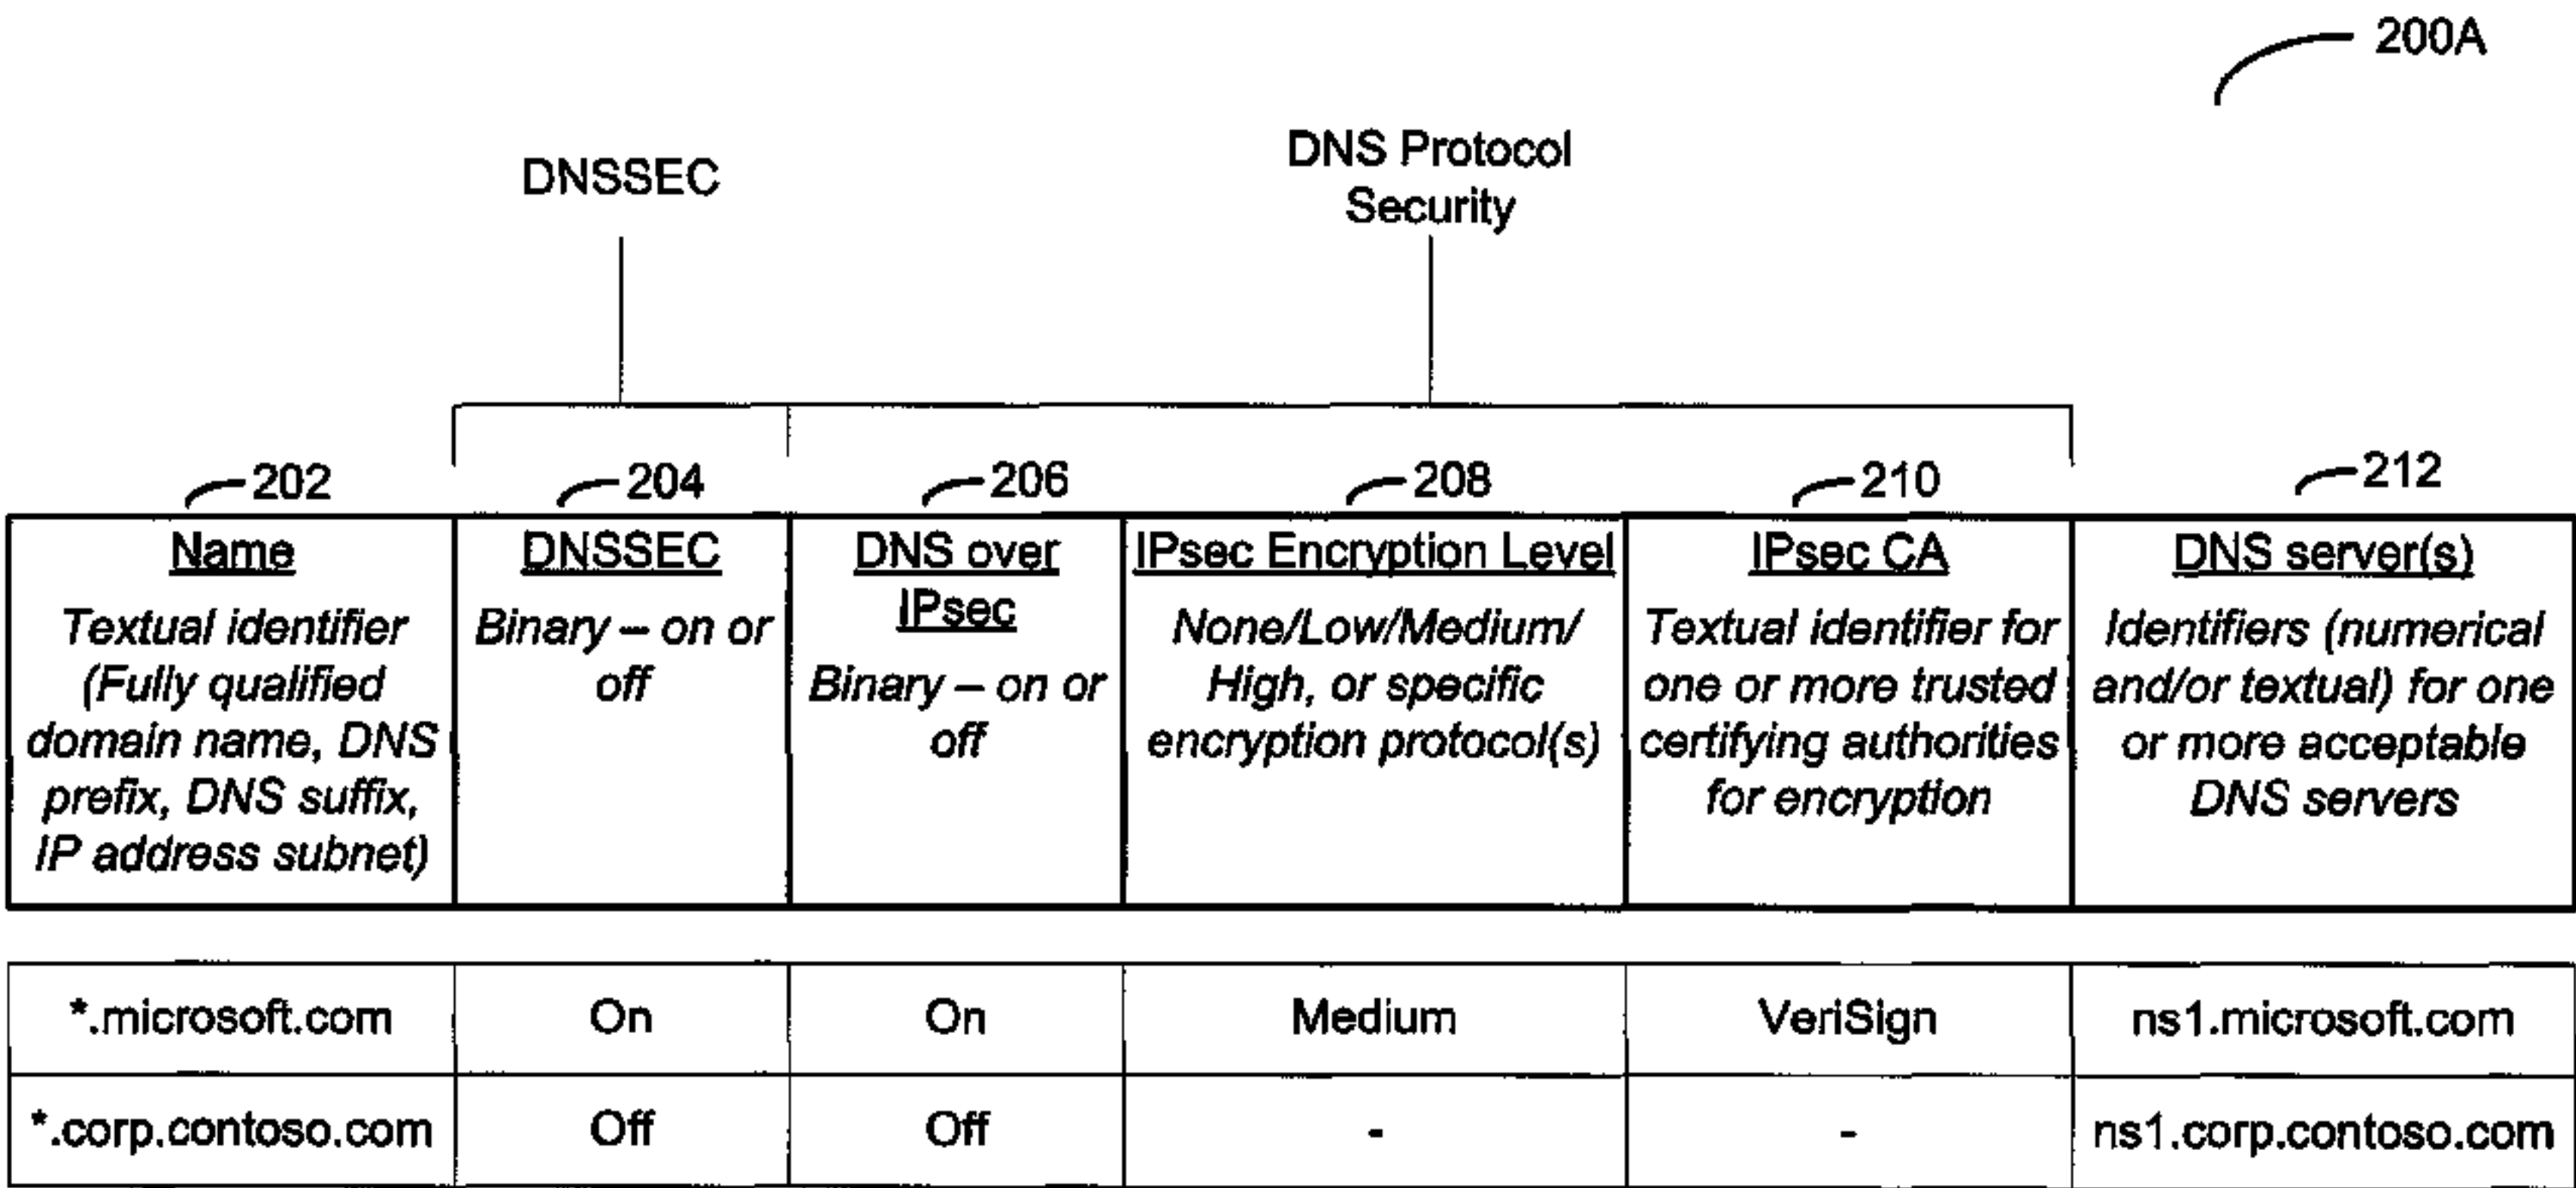 200A
DNSSEC
DNS Protocol
Security
202
204
206
208
210
212
Name
Textual identifier
(Fully qualified
domain name, DNS
prefix, DNS suffix,
IP address subnet)
DNSSEC
Binary – on or
off
DNS over
IPsec
Binary – on or
off
IPsec Encryption Level
None/Low/Medium/
High, or specific
encryption protocol(s)
IPsec CA
Textual identifier for
one or more trusted
certifying authorities
for encryption
DNS server(s)
Identifiers (numerical
and/or textual) for one
or more acceptable
DNS servers
*.microsoft.com
On
On
Medium
VeriSign
ns1.microsoft.com
*.corp.contoso.com
Off
Off
-
-
ns1.corp.contoso.com